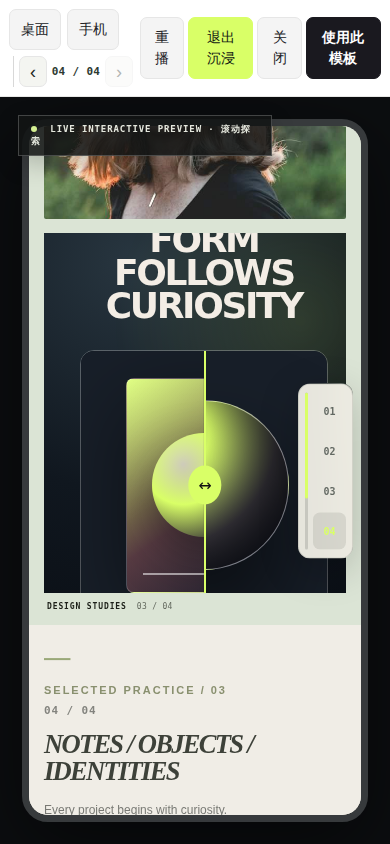 桌面
手机
重播
退出沉浸
关闭
使用此模板
‹ 04 / 04 ›
LIVE INTERACTIVE PREVIEW · 滚动探
索
FORM
FOLLOWS
CURIOSITY
↔
01
02
03
04
DESIGN STUDIES 03 / 04
SELECTED PRACTICE / 03
04 / 04
NOTES / OBJECTS /
IDENTITIES
Every project begins with curiosity.